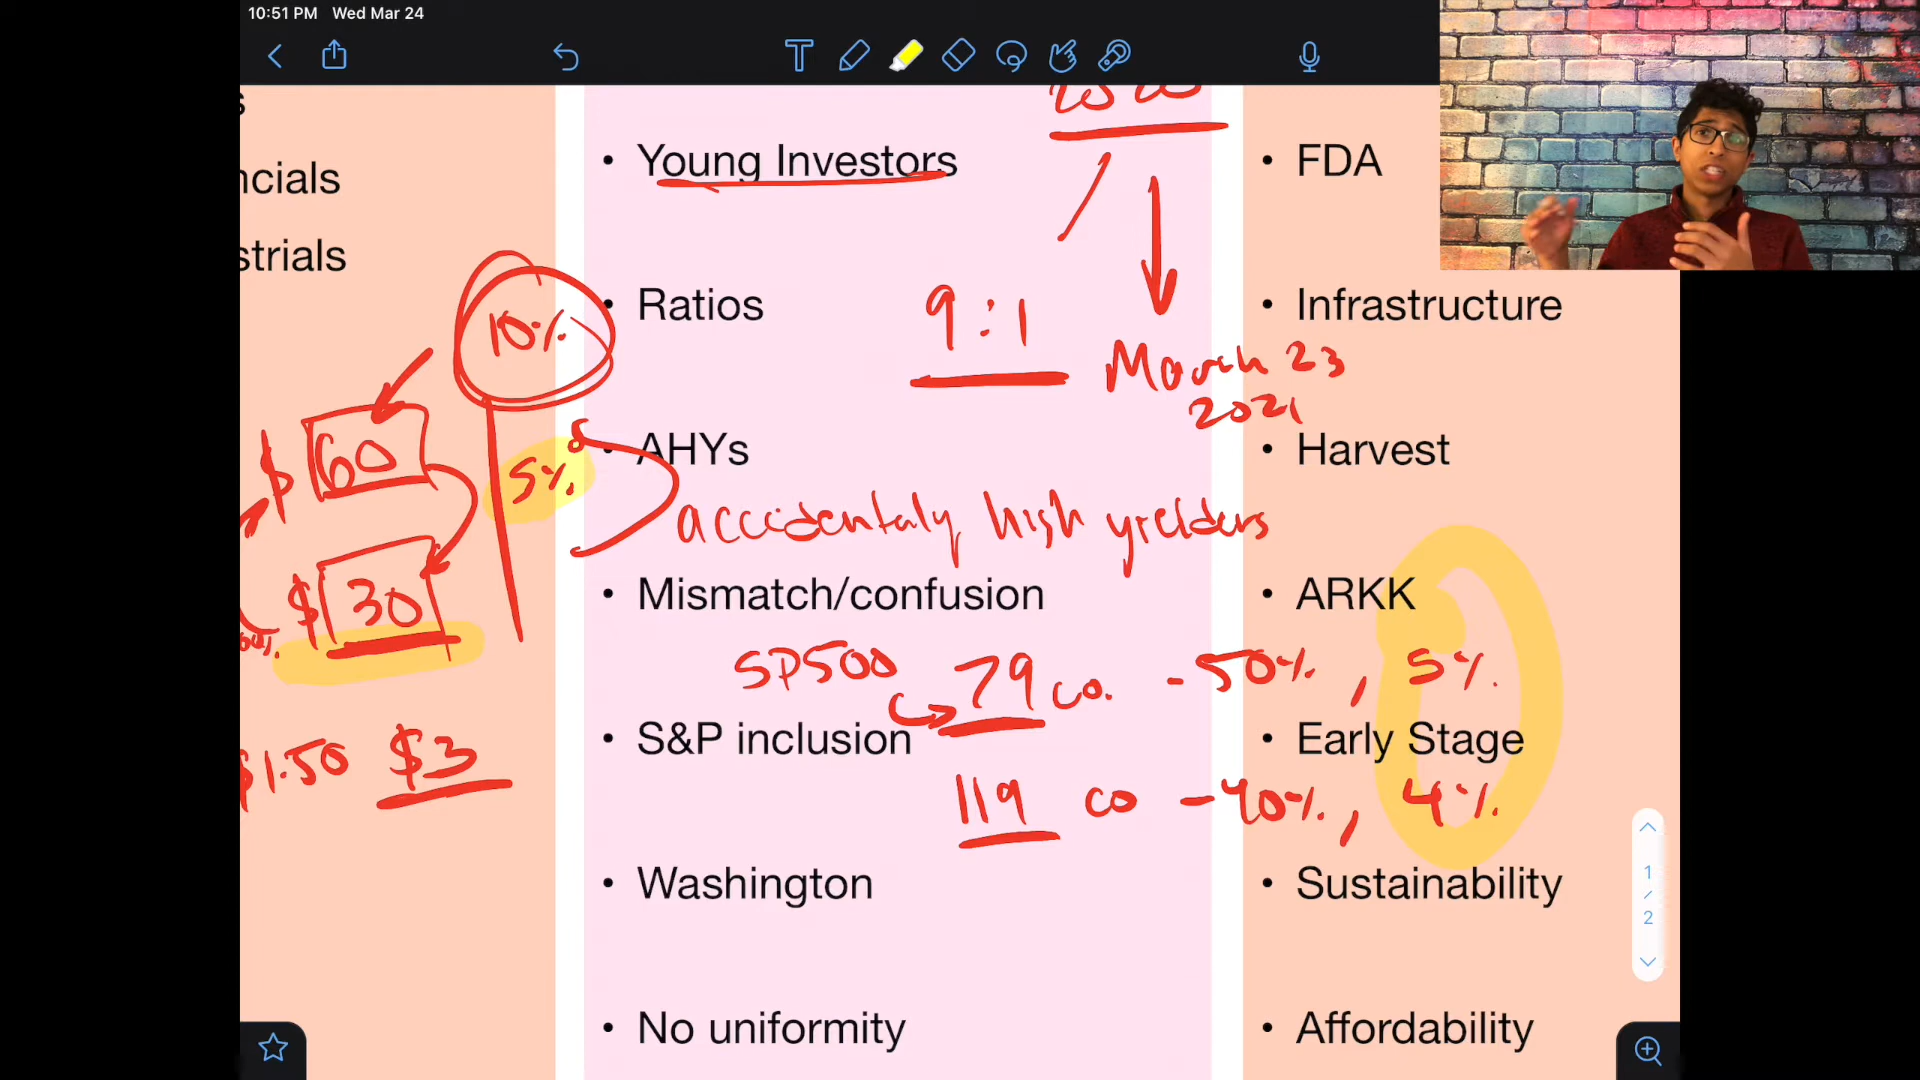 10:51 PM Wed Mar 24
ncials
strials
10%
$ 60
5%
$ 30
$1.50 $3
• Young Investors
• Ratios 9:1
March 23
2021
• AHYs
accidentaly high yielders
• Mismatch/confusion
SP500 79 co. -50%, 5%
• S&P inclusion
119 co -40%, 4%
• Washington
• No uniformity
• FDA
• Infrastructure
• Harvest
• ARKK
• Early Stage
• Sustainability
• Affordability
1
/
2